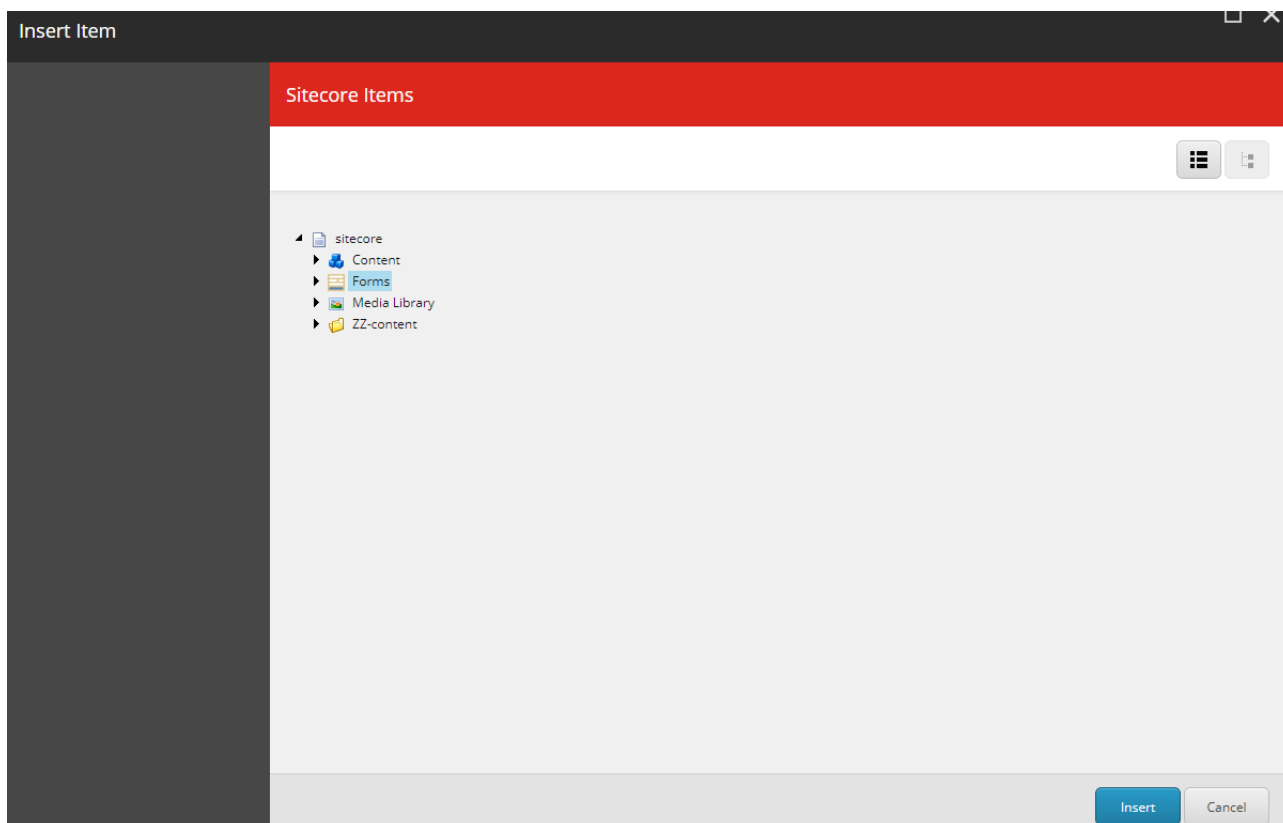 Insert Item
Sitecore Items
sitecore
Content
Forms
Media Library
ZZ-content
Insert
Cancel